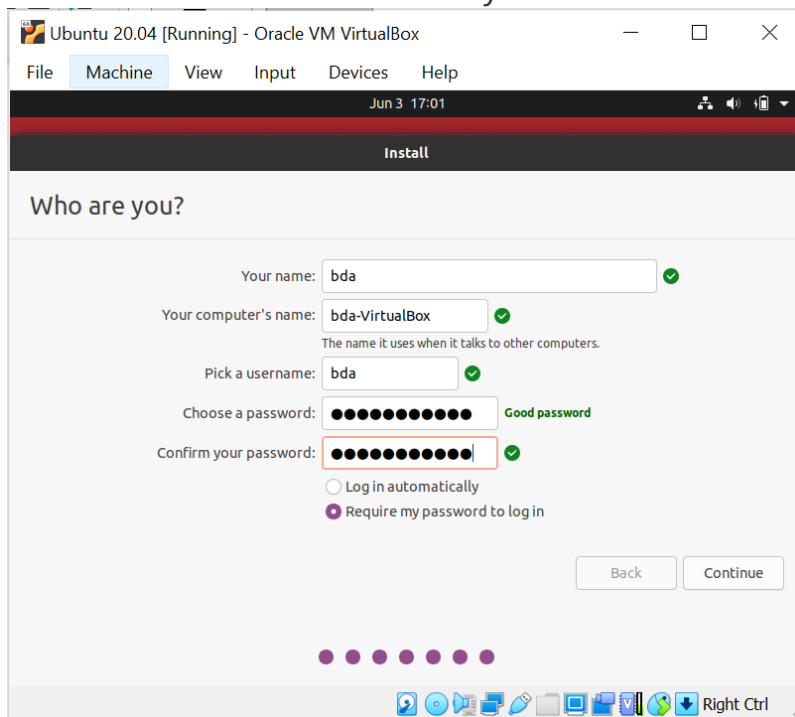 Ubuntu 20.04 [Running] - Oracle VM VirtualBox
File Machine View Input Devices Help
Jun 3 17:01
Install
Who are you?
Your name: bda
Your computer's name: bda-VirtualBox
The name it uses when it talks to other computers.
Pick a username: bda
Choose a password: ●●●●●●●●●●● Good password
Confirm your password: ●●●●●●●●●●●
Log in automatically
Require my password to log in
Back Continue
Right Ctrl